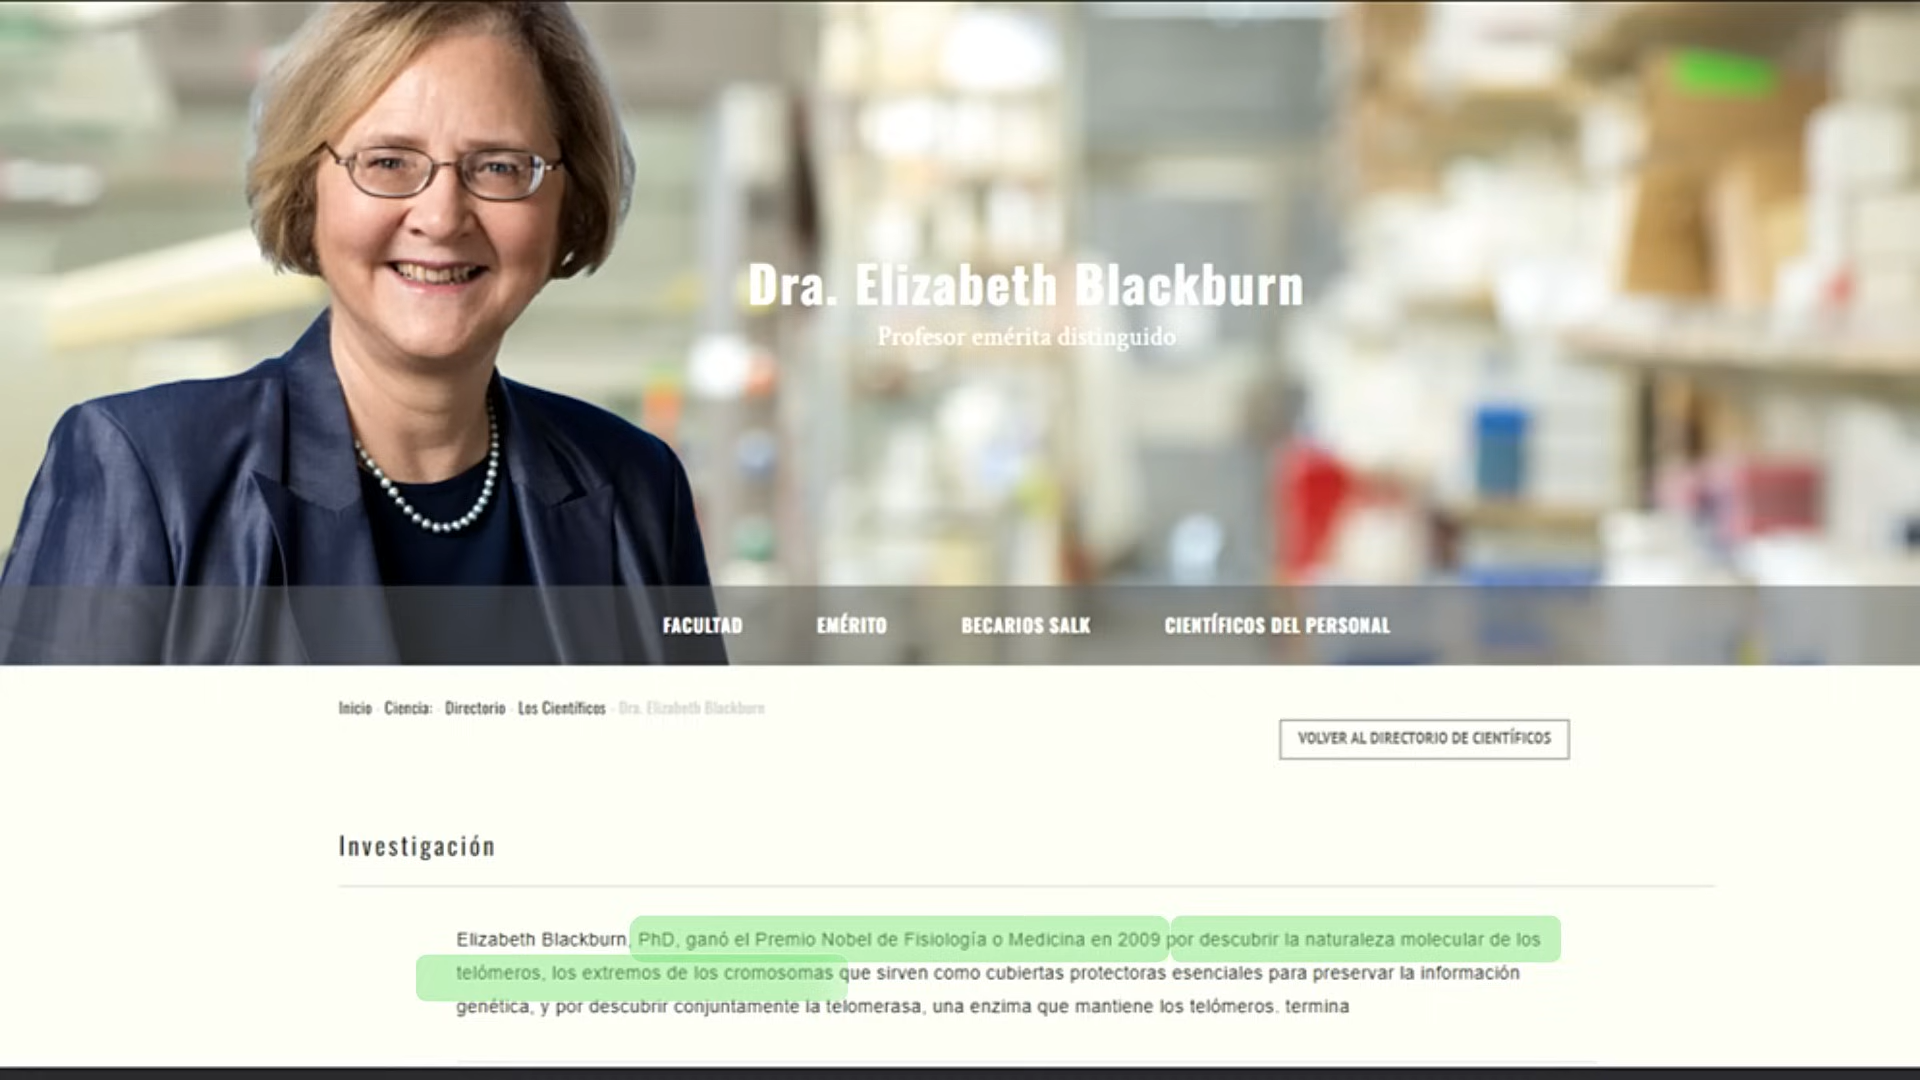 Dra. Elizabeth Blackburn
Profesor emérita distinguido
FACULTAD EMÉRITO BECARIOS SALK CIENTÍFICOS DEL PERSONAL
Inicio - Ciencia: - Directorio - Los Científicos - Dra. Elizabeth Blackburn
VOLVER AL DIRECTORIO DE CIENTÍFICOS
Investigación
Elizabeth Blackburn, PhD, ganó el Premio Nobel de Fisiología o Medicina en 2009 por descubrir la naturaleza molecular de los
telómeros, los extremos de los cromosomas que sirven como cubiertas protectoras esenciales para preservar la información
genética, y por descubrir conjuntamente la telomerasa, una enzima que mantiene los telómeros. termina